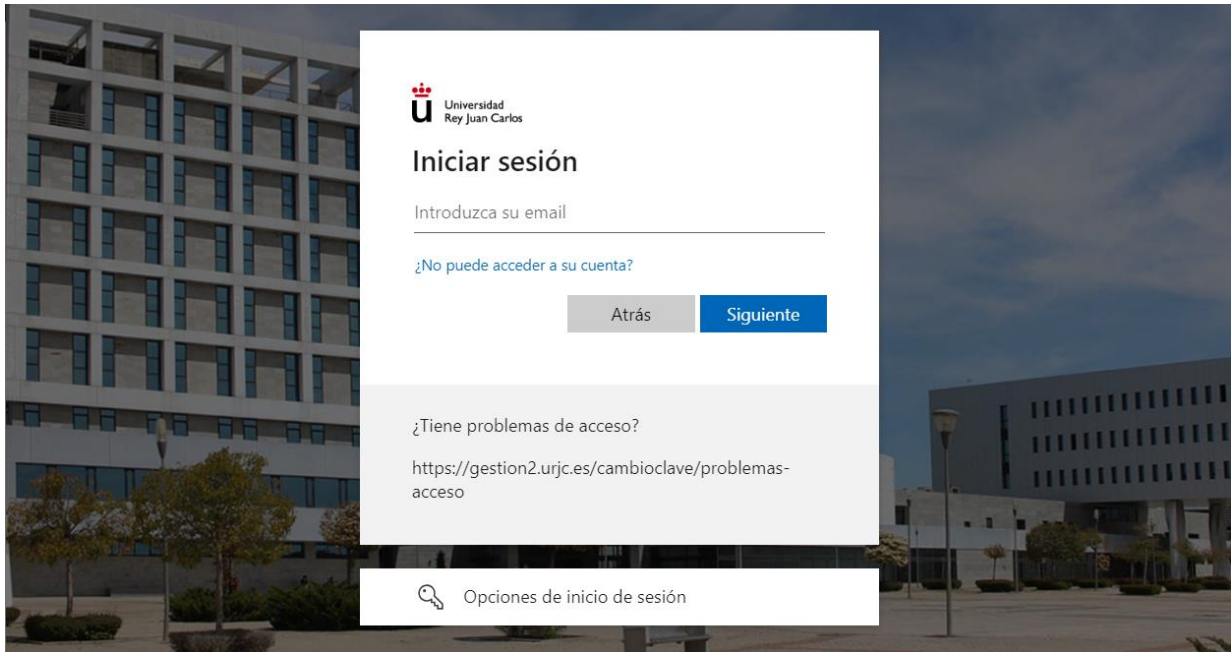 Universidad
Rey Juan Carlos
Iniciar sesión
Introduzca su email
¿No puede acceder a su cuenta?
Atrás
Siguiente
¿Tiene problemas de acceso?
https://gestion2.urjc.es/cambioclave/problemas-
acceso
Opciones de inicio de sesión